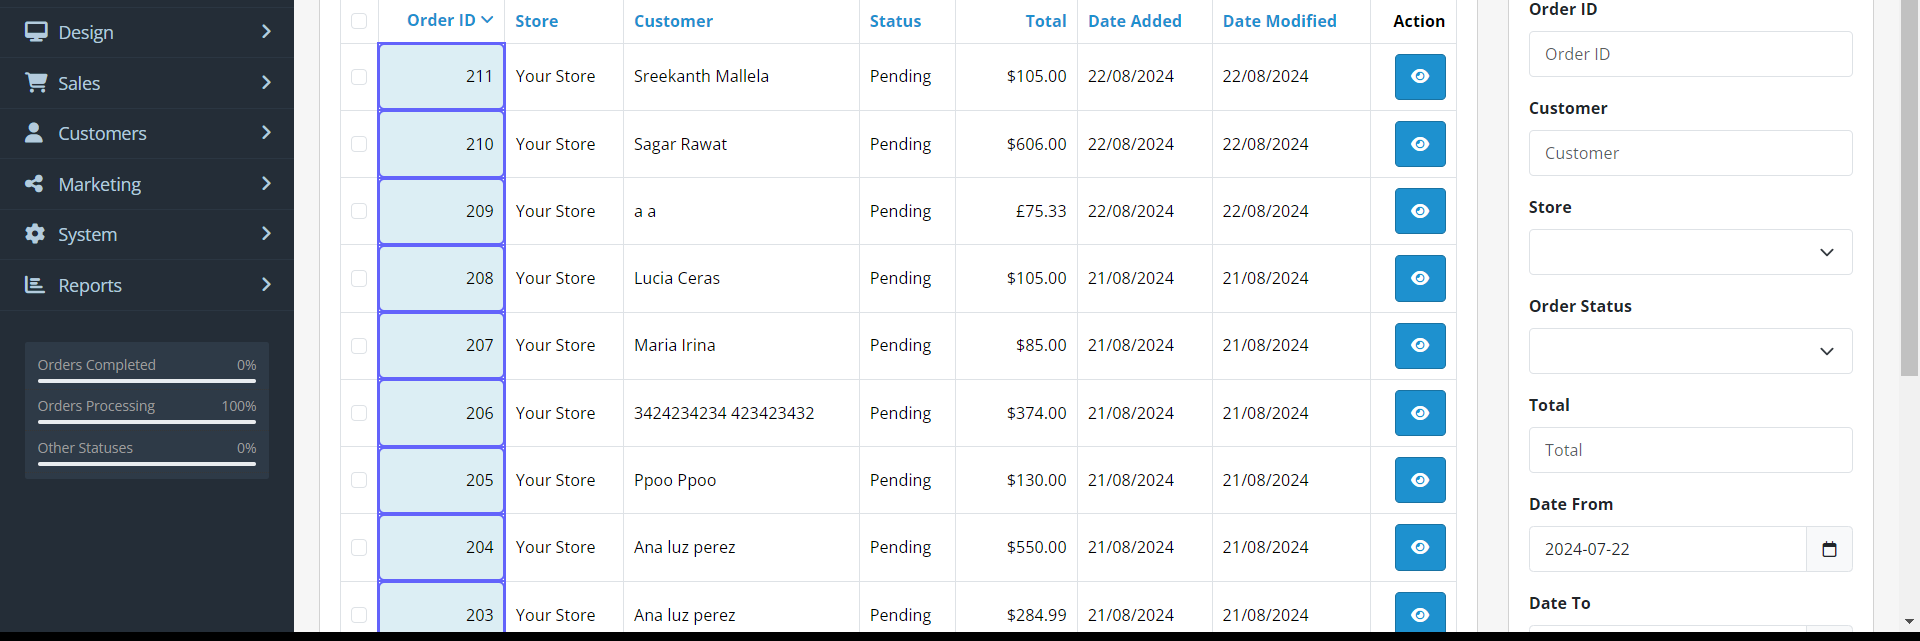 Design
Sales
Customers
Marketing
System
Reports
Orders Completed 0%
Orders Processing 100%
Other Statuses 0%
Order ID Store Customer Status Total Date Added Date Modified Action
211 Your Store Sreekanth Mallela Pending $105.00 22/08/2024 22/08/2024
210 Your Store Sagar Rawat Pending $606.00 22/08/2024 22/08/2024
209 Your Store a a Pending £75.33 22/08/2024 22/08/2024
208 Your Store Lucia Ceras Pending $105.00 21/08/2024 21/08/2024
207 Your Store Maria Irina Pending $85.00 21/08/2024 21/08/2024
206 Your Store 3424234234 423423432 Pending $374.00 21/08/2024 21/08/2024
205 Your Store Ppoo Ppoo Pending $130.00 21/08/2024 21/08/2024
204 Your Store Ana luz perez Pending $550.00 21/08/2024 21/08/2024
203 Your Store Ana luz perez Pending $284.99 21/08/2024 21/08/2024
Order ID
Order ID
Customer
Customer
Store
Order Status
Total
Total
Date From
2024-07-22
Date To